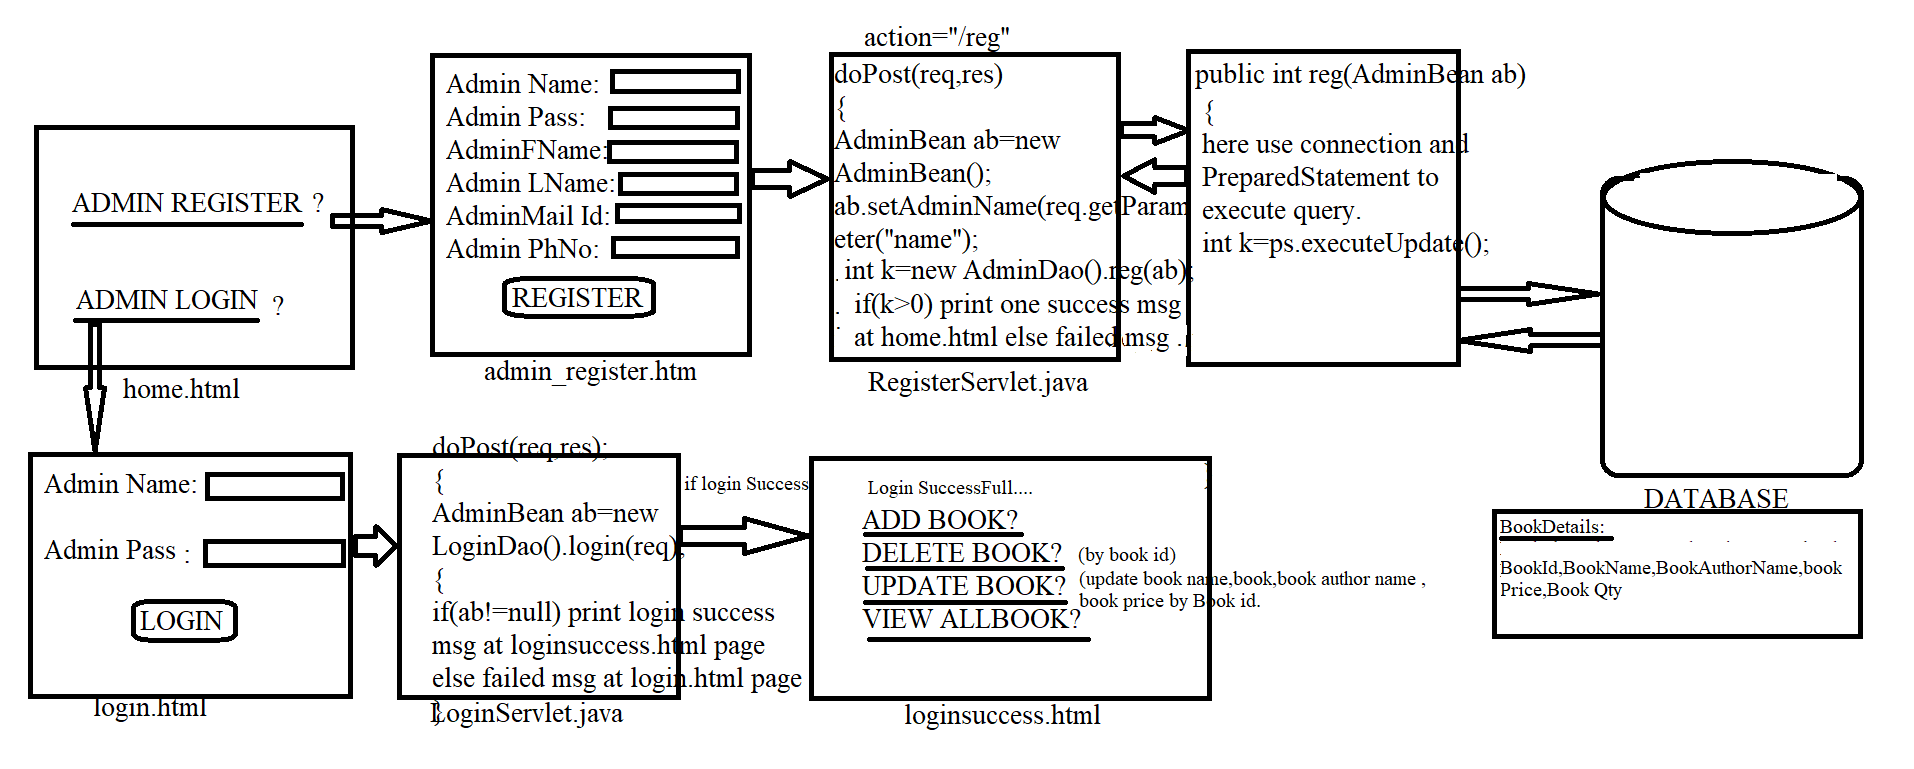 ADMIN REGISTER ?
ADMIN LOGIN ?
home.html
Admin Name:
Admin Pass:
AdminFName:
Admin LName:
AdminMail Id:
Admin PhNo:
REGISTER
admin_register.htm
action="/reg"
doPost(req,res)
{
AdminBean ab=new
AdminBean();
ab.setAdminName(req.getParam
eter("name");
int k=new AdminDao().reg(ab);
if(k>0) print one success msg
at home.html else failed msg .
RegisterServlet.java
public int reg(AdminBean ab)
{
here use connection and
PreparedStatement to
execute query.
int k=ps.executeUpdate();
DATABASE
BookDetails:
BookId,BookName,BookAuthorName,book
Price,Book Qty
Admin Name:
Admin Pass :
LOGIN
login.html
doPost(req,res);
{
AdminBean ab=new
LoginDao().login(req);
{
if(ab!=null) print login success
msg at loginsuccess.html page
else failed msg at login.html page
}
LoginServlet.java
if login Success
Login SuccessFull....
ADD BOOK?
DELETE BOOK? (by book id)
UPDATE BOOK? (update book name,book,book author name ,
book price by Book id.
VIEW ALLBOOK?
loginsuccess.html